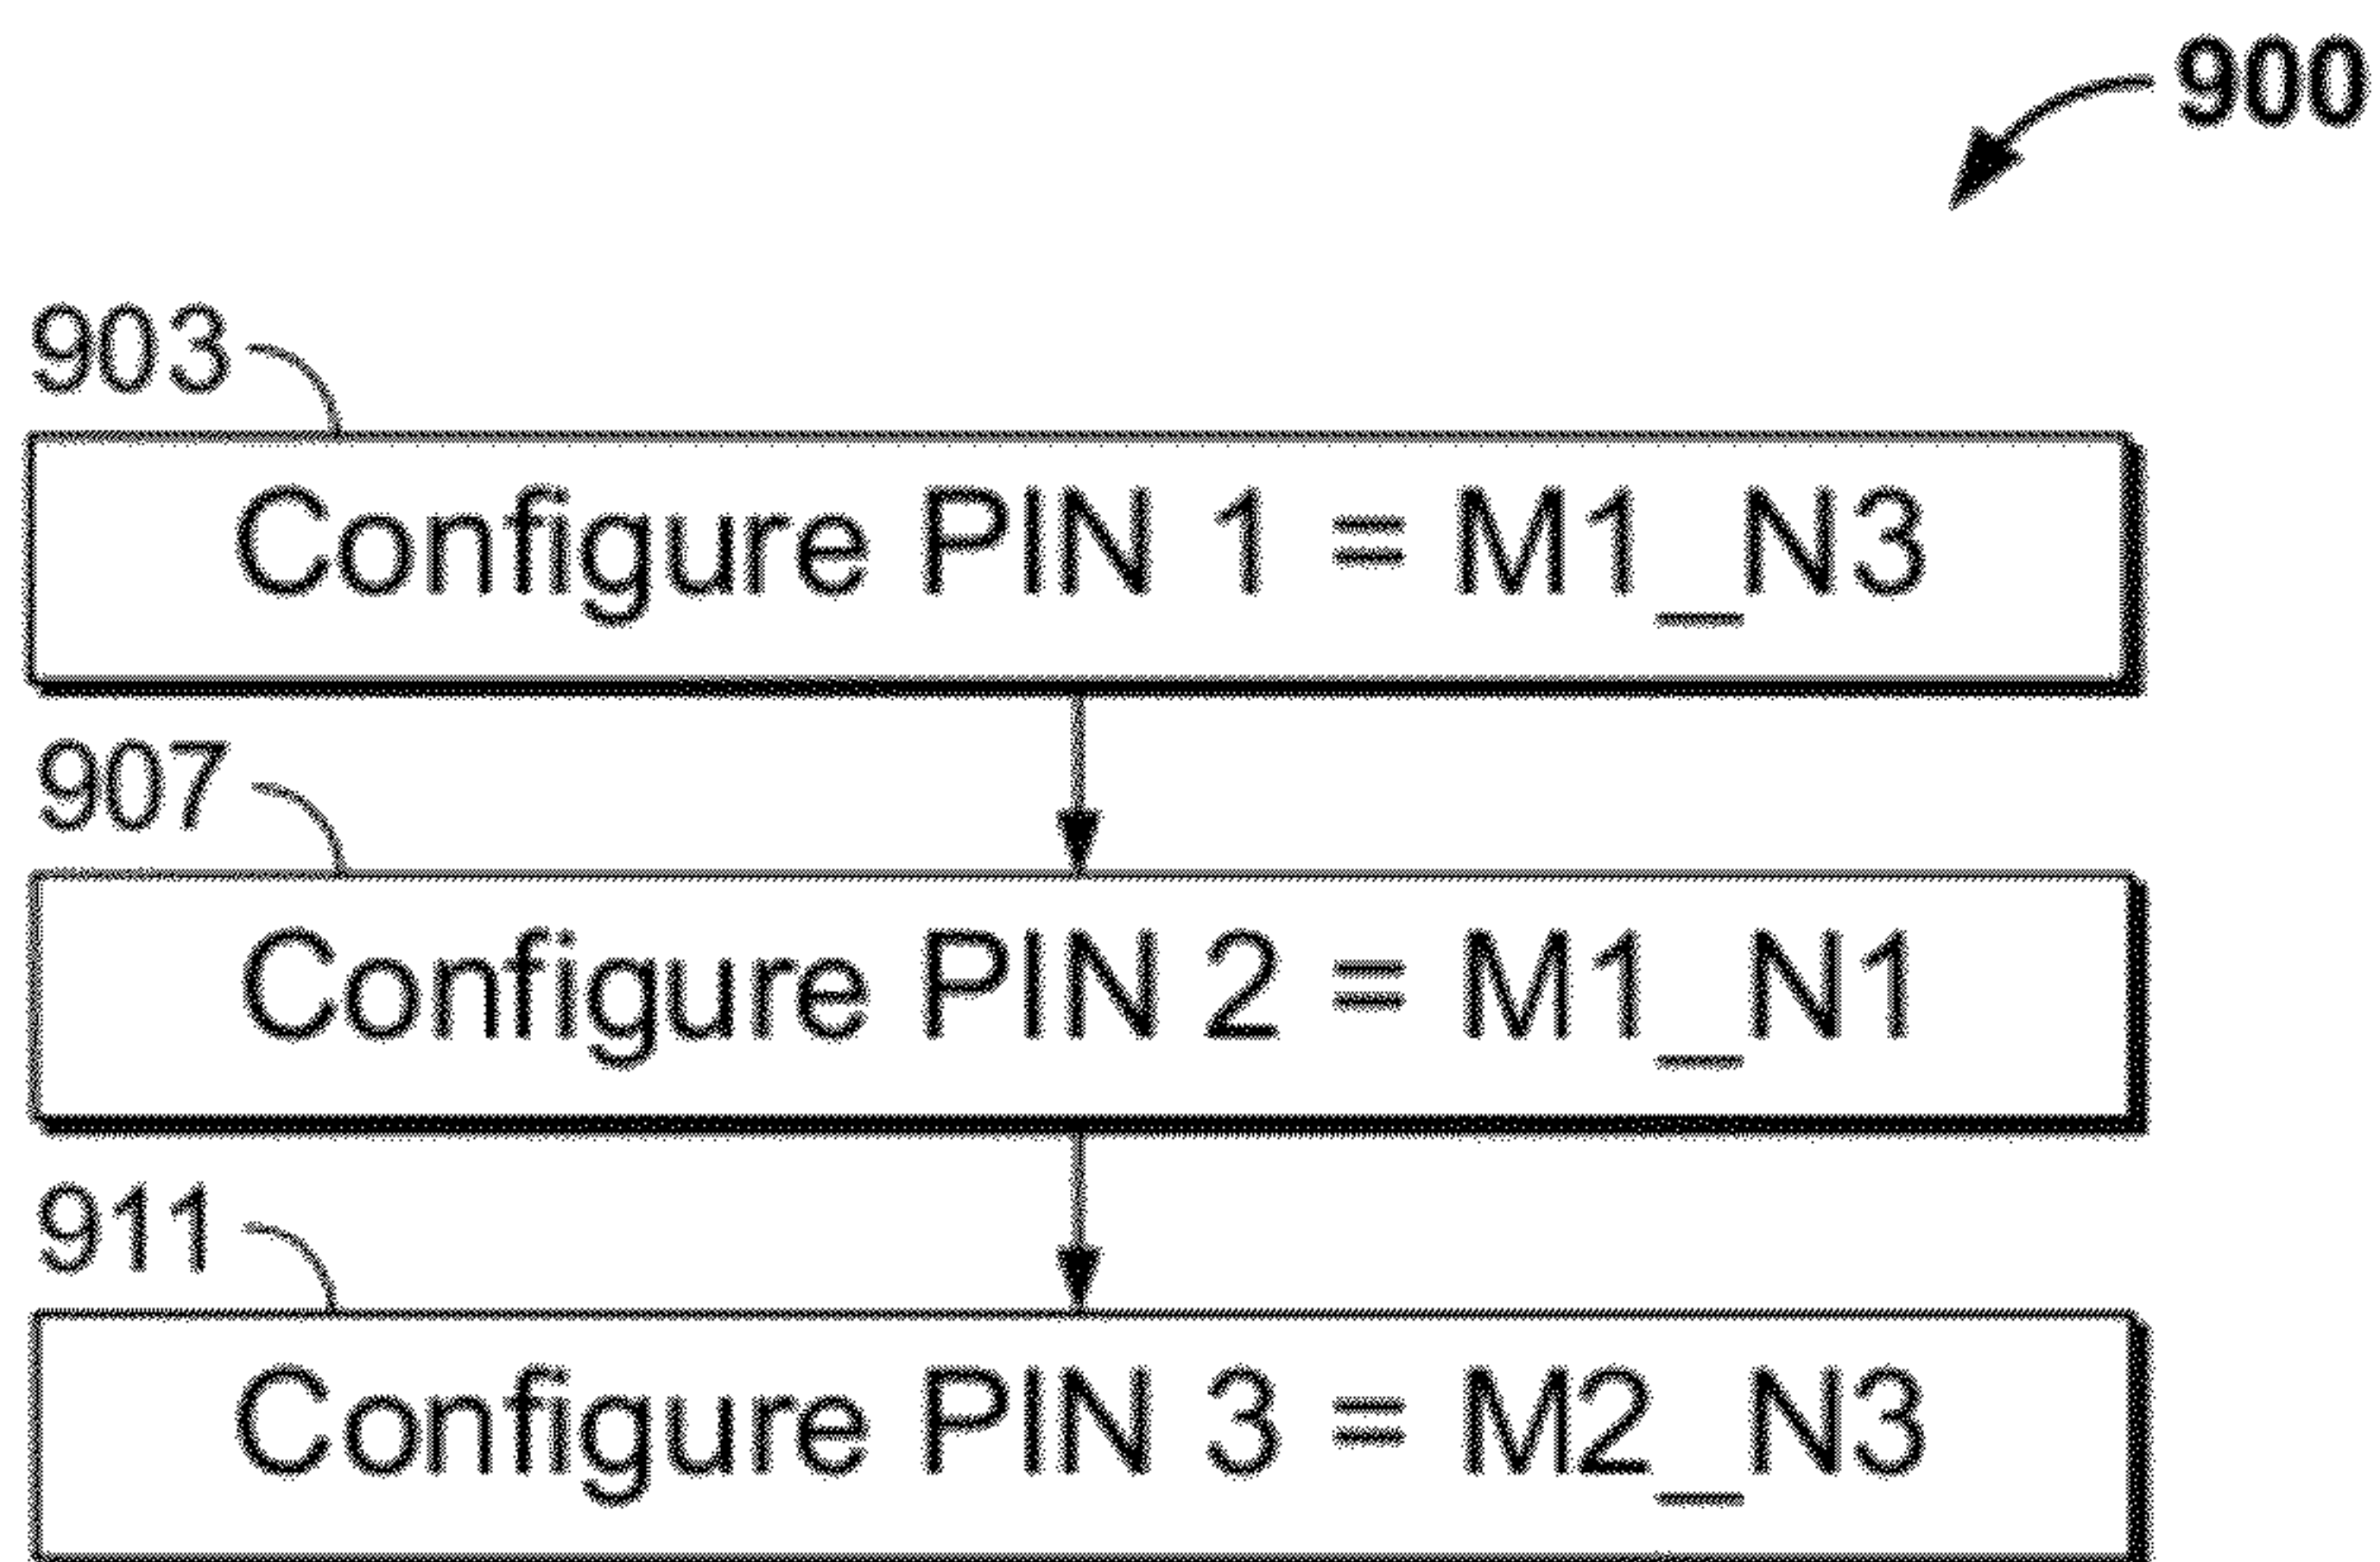 900
903
Configure PIN 1 = M1_N3
907
Configure PIN 2 = M1_N1
911
Configure PIN 3 = M2_N3